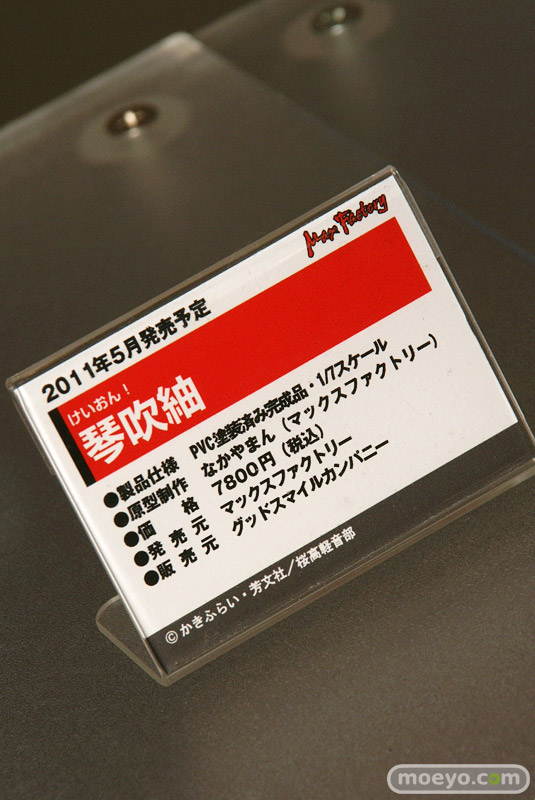 Max Factory
2011年5月発売予定
けいおん！
琴吹紬
●製品仕様 PVC塗装済み完成品・1/7スケール
●原型制作 なかやまん（マックスファクトリー）
●価格 7800円（税込）
●発売元 マックスファクトリー
●販売元 グッドスマイルカンパニー
© かきふらい・芳文社／桜高軽音部
moeyo.com